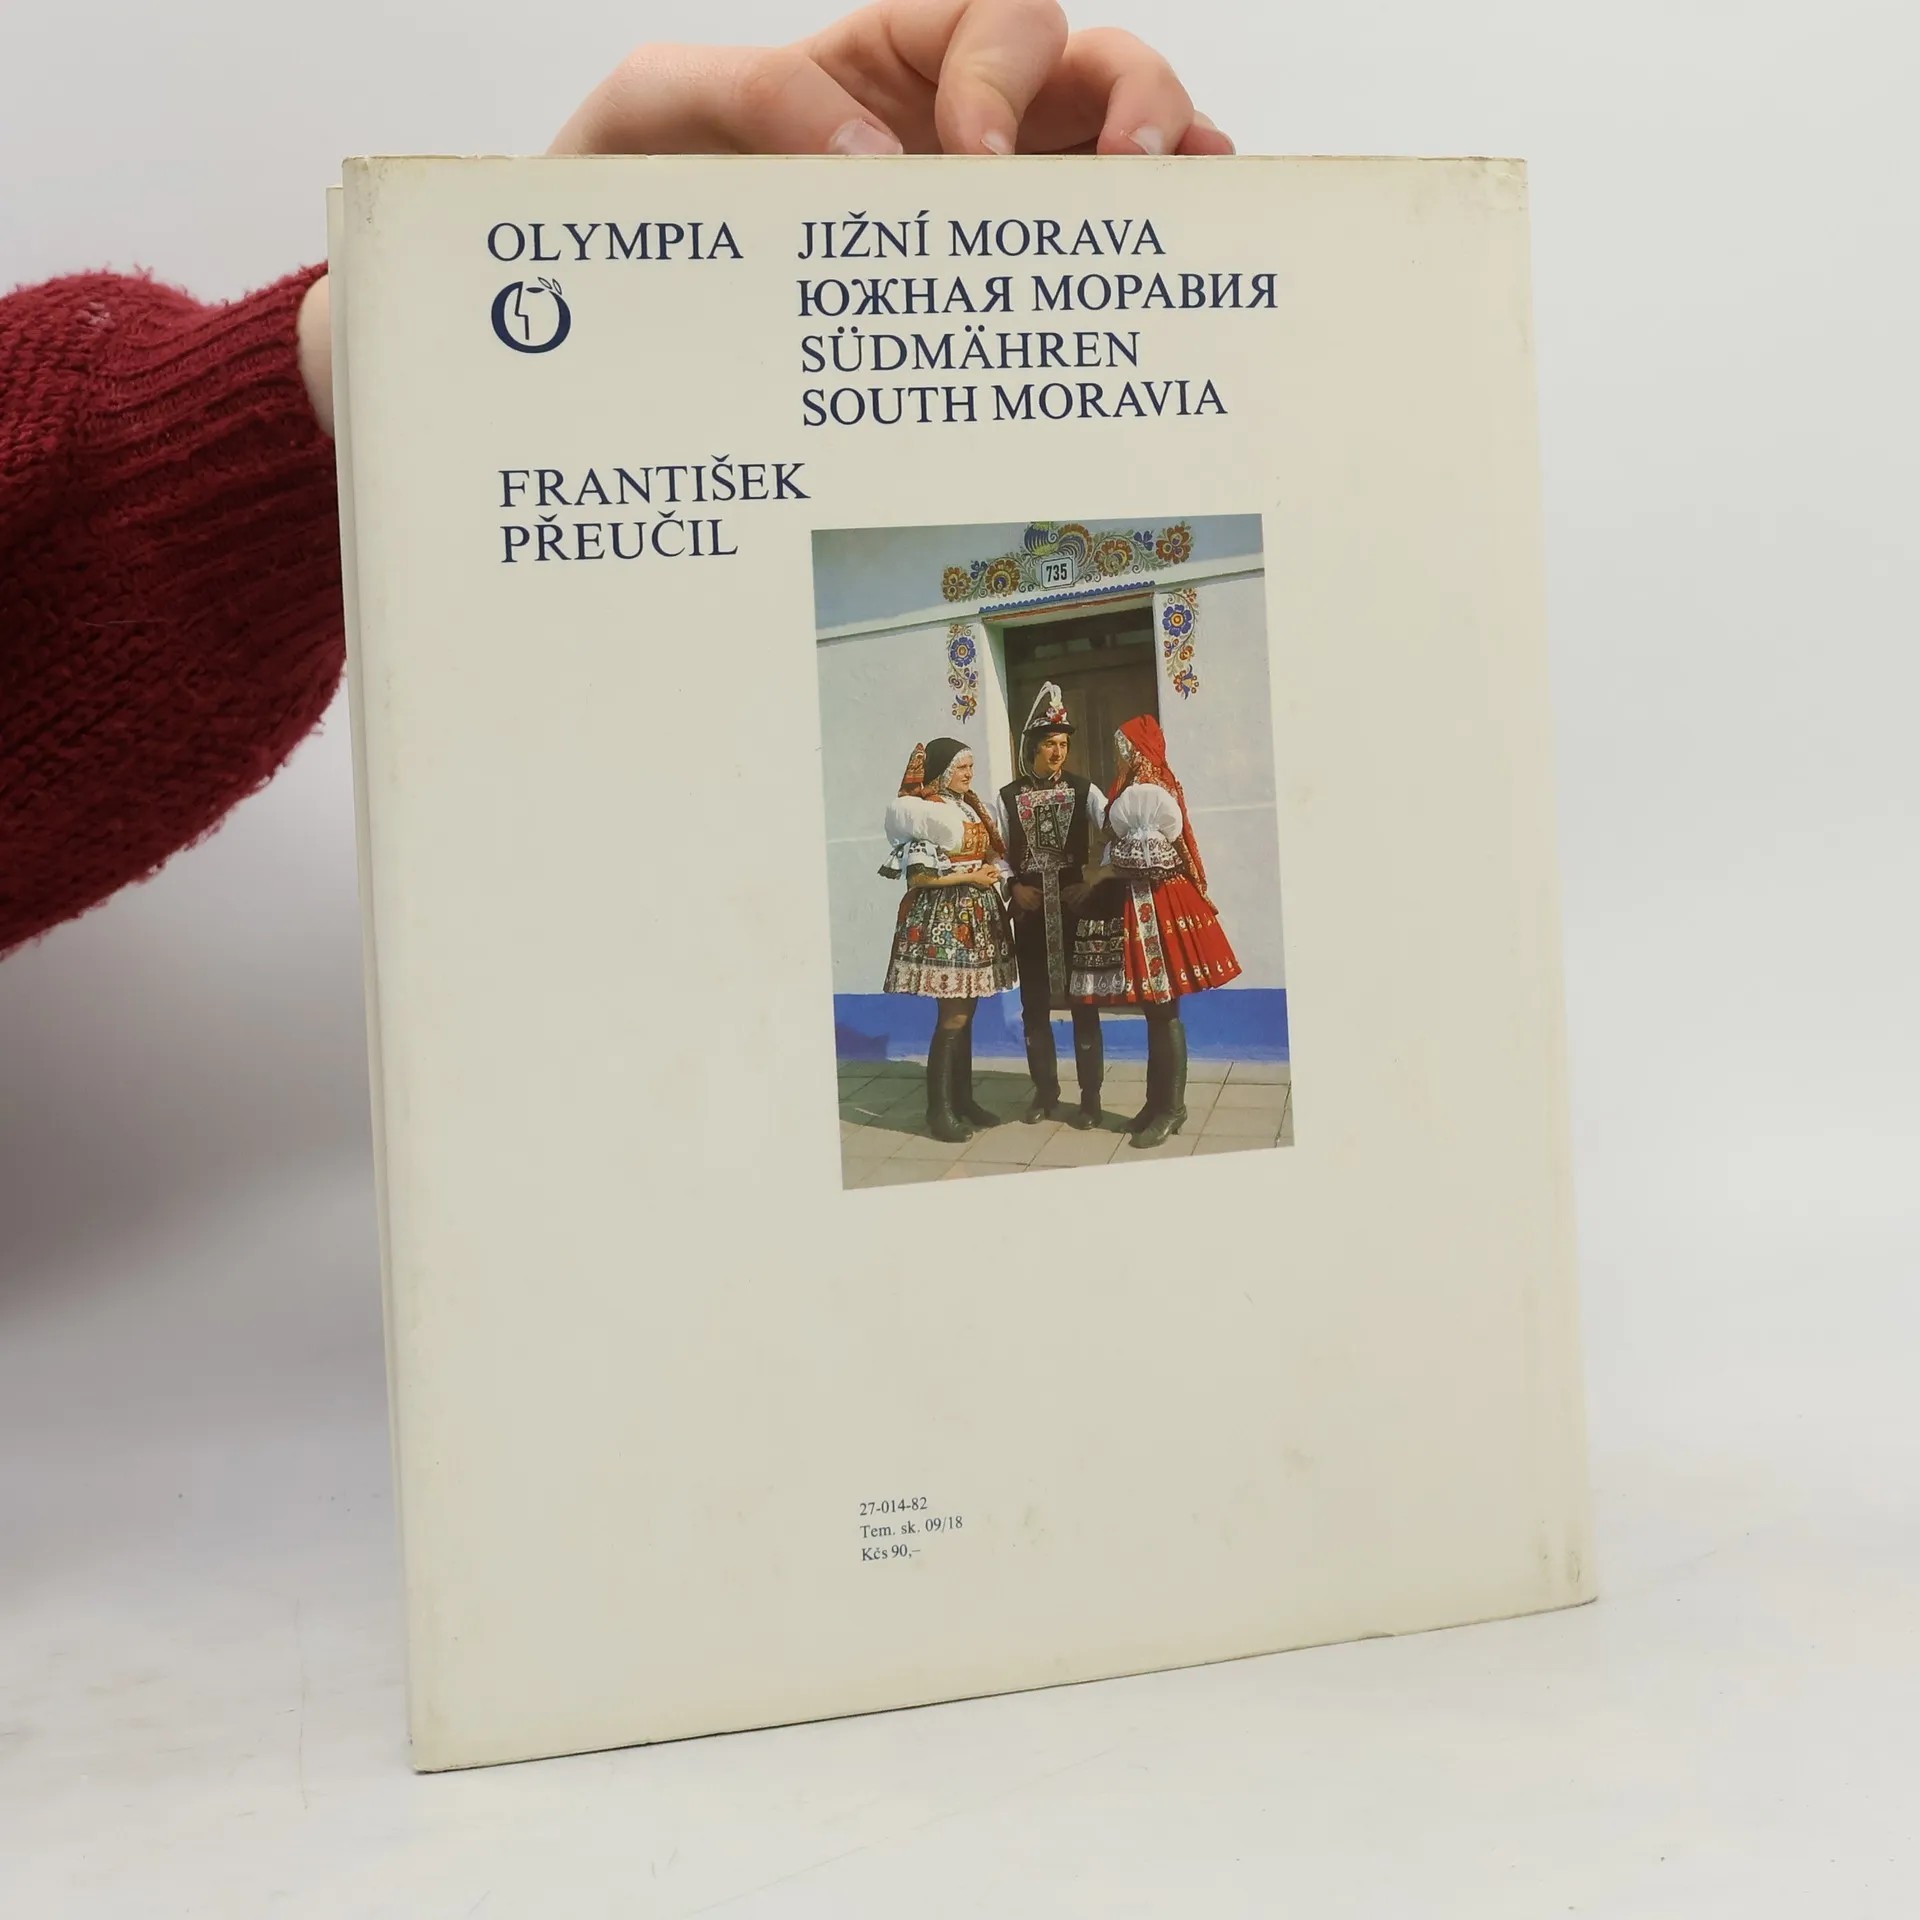 OLYMPIA
JIŽNÍ MORAVA
ЮЖНАЯ МОРАВИЯ
SÜDMÄHREN
SOUTH MORAVIA
FRANTIŠEK
PŘEUČIL
735
27-014-82
Tem. sk. 09/18
Kčs 90,–